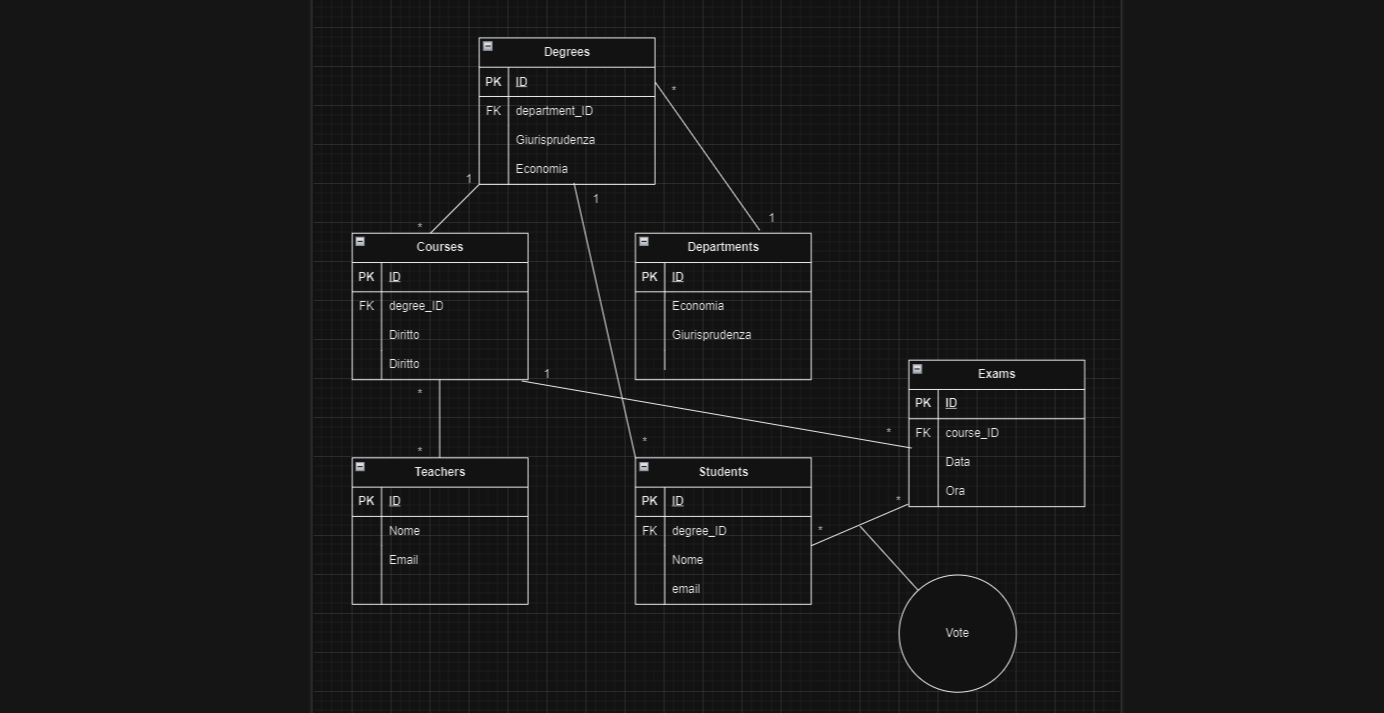 Degrees
PK ID
*
FK department_ID
Giurisprudenza
Economia
1
1
1
*
Courses
Departments
PK ID
PK ID
FK degree_ID
Economia
Diritto
Giurisprudenza
Diritto
1
Exams
*
PK ID
*
FK course_ID
*
*
Data
Teachers
Students
Ora
PK ID
PK ID
*
Nome
FK degree_ID
*
Email
Nome
email
Vote